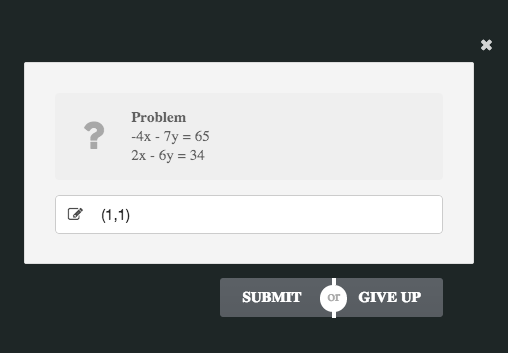 Problem
-4x - 7y = 65
2x - 6y = 34
(1,1)
SUBMIT or GIVE UP